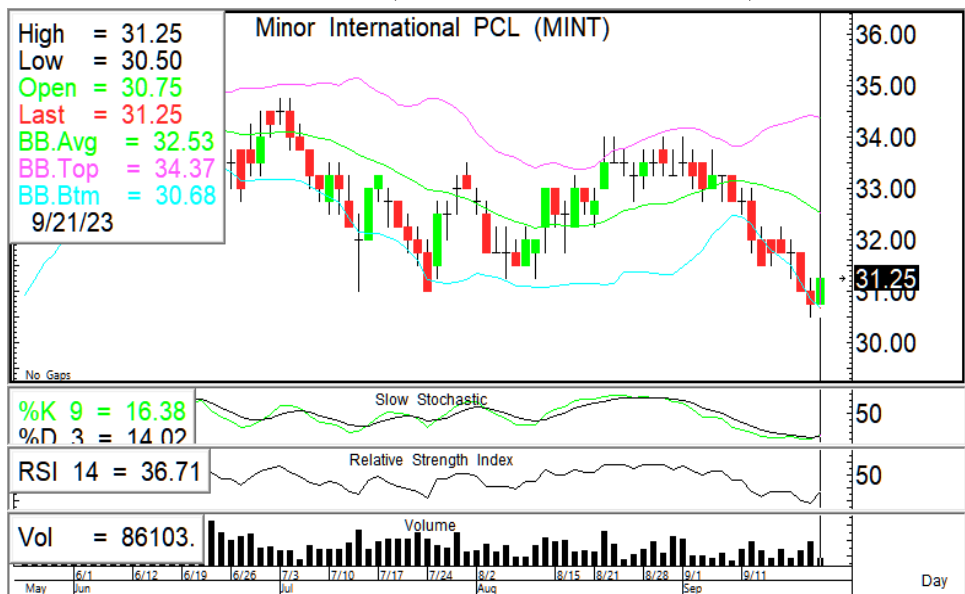 Minor International PCL (MINT)
High = 31.25
Low = 30.50
Open = 30.75
Last = 31.25
BB.Avg = 32.53
BB.Top = 34.37
BB.Btm = 30.68
9/21/23
36.00
35.00
34.00
33.00
32.00
31.25
31.00
30.00
No Gaps
Slow Stochastic
%K 9 = 16.38
%D 3 = 14.02
50
Relative Strength Index
RSI 14 = 36.71
50
Volume
Vol = 86103.
6/1 6/12 6/19 6/26 7/3 7/10 7/17 7/24 8/2 8/15 8/21 8/28 9/1 9/11
May Jun Jul Aug Sep
Day